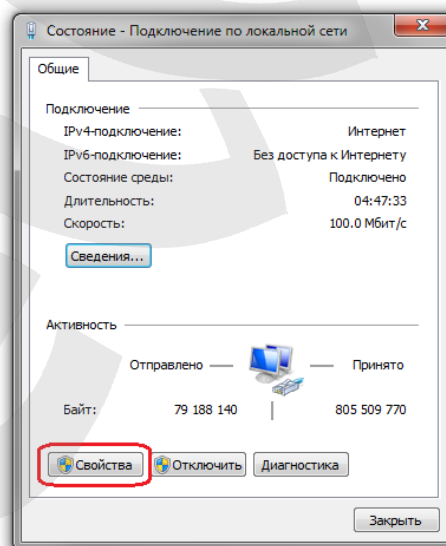 Состояние - Подключение по локальной сети
Общие
Подключение
IPv4-подключение: Интернет
IPv6-подключение: Без доступа к Интернету
Состояние среды: Подключено
Длительность: 04:47:33
Скорость: 100.0 Мбит/с
Сведения...
Активность
Отправлено — — Принято
Байт: 79 188 140 | 805 509 770
Свойства Отключить Диагностика
Закрыть